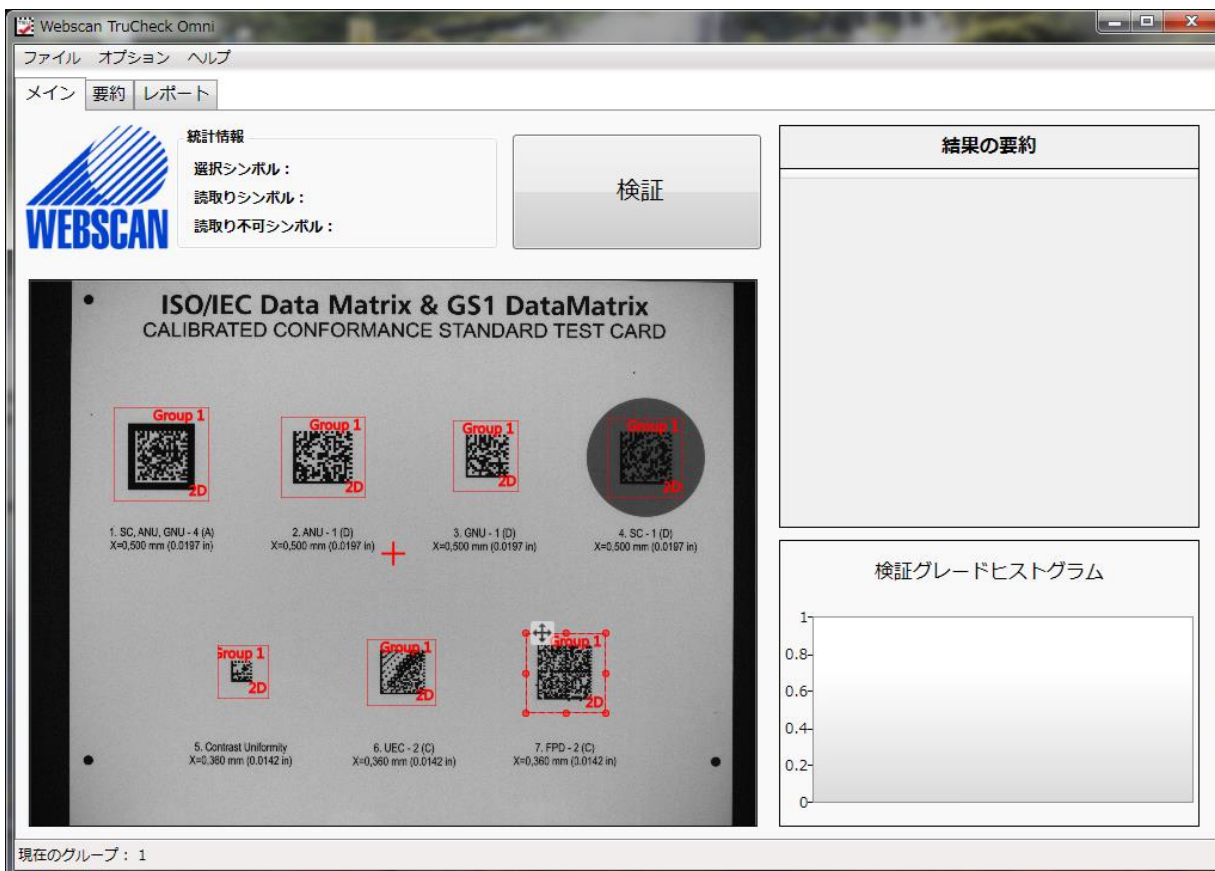 Webscan TruCheck Omni
ファイル オプション ヘルプ
メイン 要約 レポート
WEBSCAN
統計情報
選択シンボル：
読取りシンボル：
読取り不可シンボル：
検証
結果の要約
ISO/IEC Data Matrix & GS1 DataMatrix
CALIBRATED CONFORMANCE STANDARD TEST CARD
Group 1
2D
Group 1
2D
Group 1
2D
Group 1
2D
1. SC, ANU, GNU - 4 (A)
X=0,500 mm (0.0197 in)
2. ANU - 1 (D)
X=0,500 mm (0.0197 in)
3. GNU - 1 (D)
X=0,500 mm (0.0197 in)
4. SC - 1 (D)
X=0.500 mm (0.0197 in)
Group 1
2D
Group 1
2D
Group 1
2D
5. Contrast Uniformity
X=0.360 mm (0.0142 in)
6. UEC - 2 (C)
X=0,360 mm (0.0142 in)
7. FPD - 2 (C)
X=0,360 mm (0.0142 in)
検証グレードヒストグラム
1
0.8
0.6
0.4
0.2
0
現在のグループ： 1